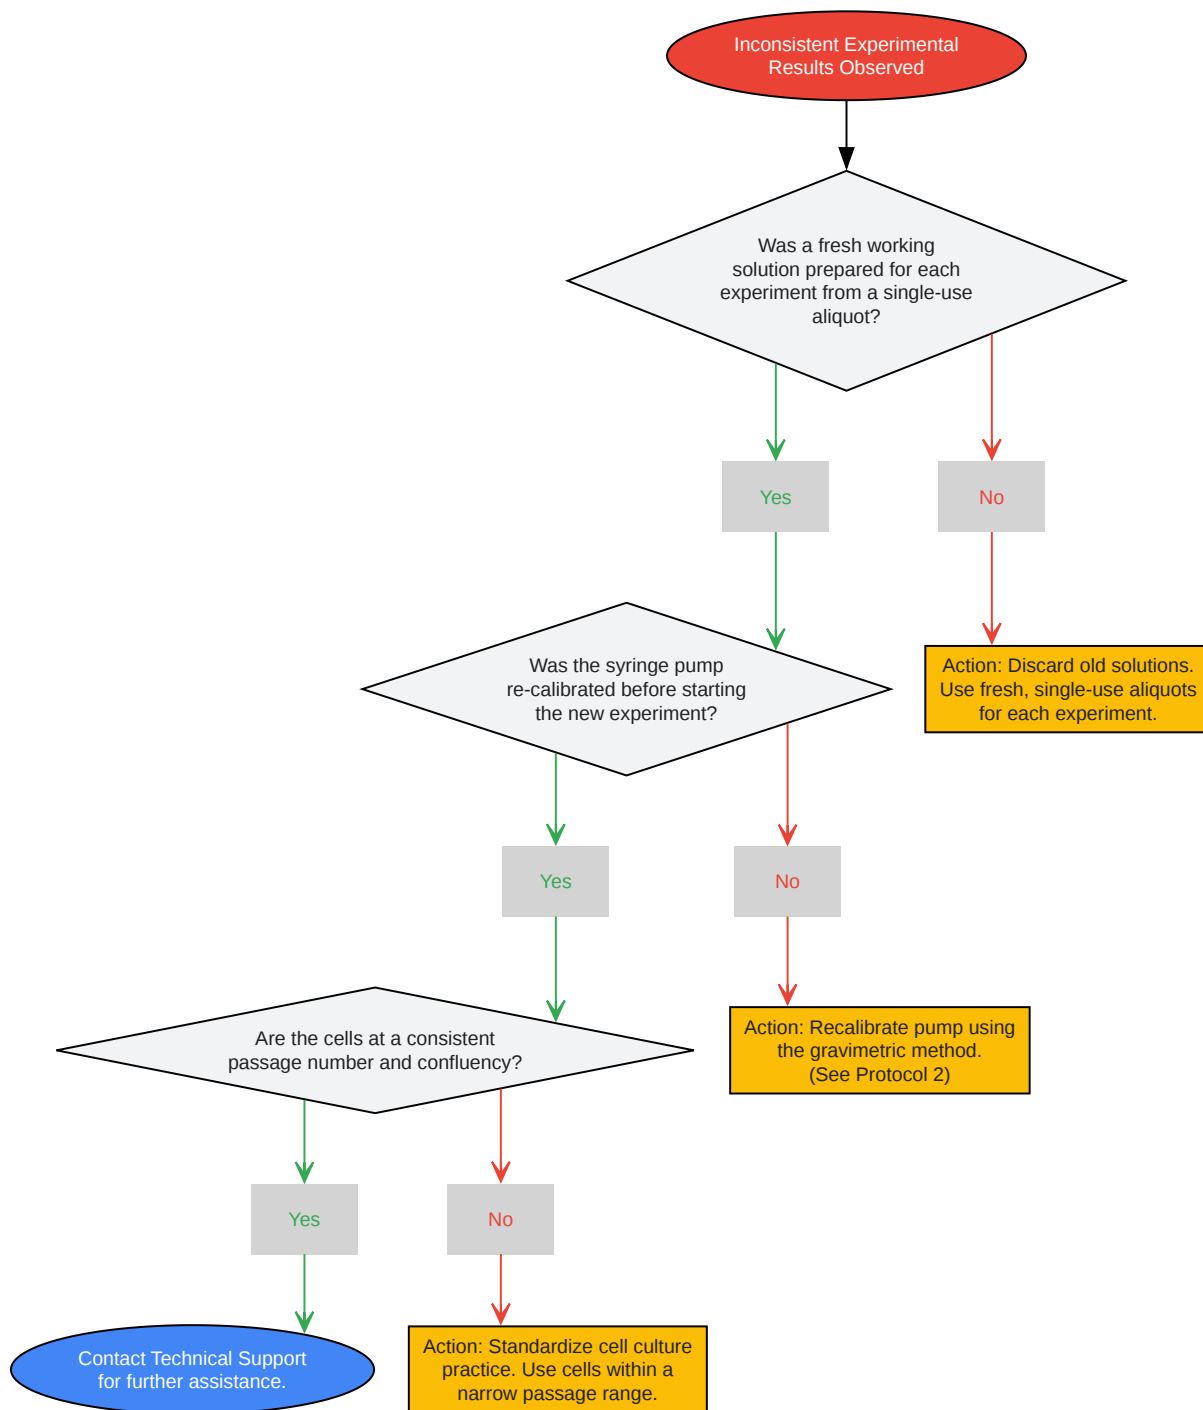 Inconsistent Experimental
Results Observed
Was a fresh working
solution prepared for each
experiment from a single-use
aliquot?
Yes
No
Was the syringe pump
re-calibrated before starting
the new experiment?
Action: Discard old solutions.
Use fresh, single-use aliquots
for each experiment.
Yes
No
Are the cells at a consistent
passage number and confluency?
Action: Recalibrate pump using
the gravimetric method.
(See Protocol 2)
Yes
No
Contact Technical Support
for further assistance.
Action: Standardize cell culture
practice. Use cells within a
narrow passage range.